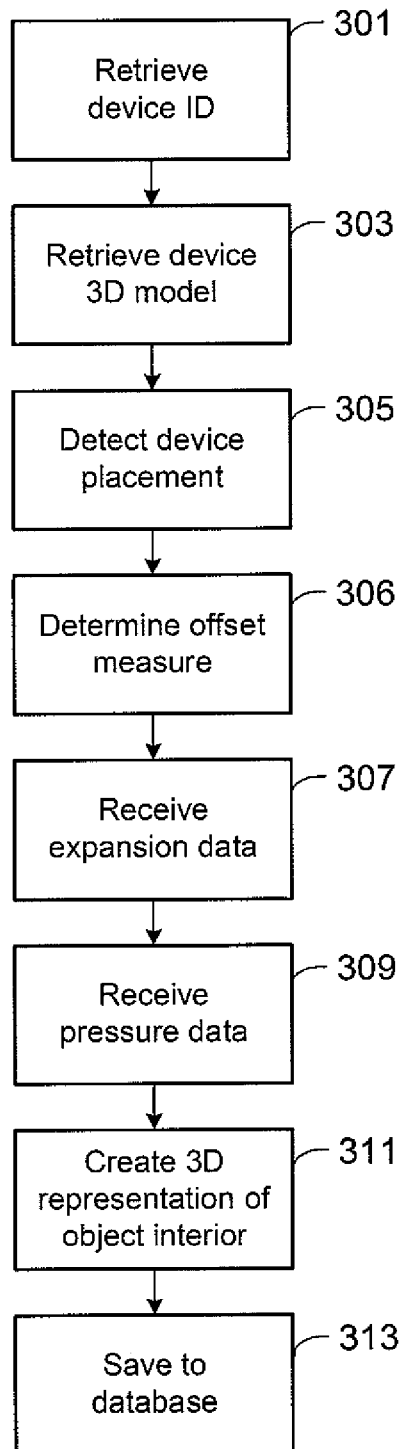 301
Retrieve
device ID
303
Retrieve device
3D model
305
Detect device
placement
306
Determine offset
measure
307
Receive
expansion data
309
Receive
pressure data
311
Create 3D
representation of
object interior
313
Save to
database